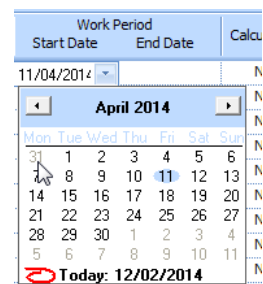 Work Period
Start Date End Date Calcu
11/04/2014 N
April 2014 N
Mon Tue Wed Thu Fri Sat Sun N
31 1 2 3 4 5 6 N
7 8 9 10 11 12 13 N
14 15 16 17 18 19 20 N
21 22 23 24 25 26 27 N
28 29 30 1 2 3 4 N
5 6 7 8 9 10 11 N
Today: 12/02/2014 N